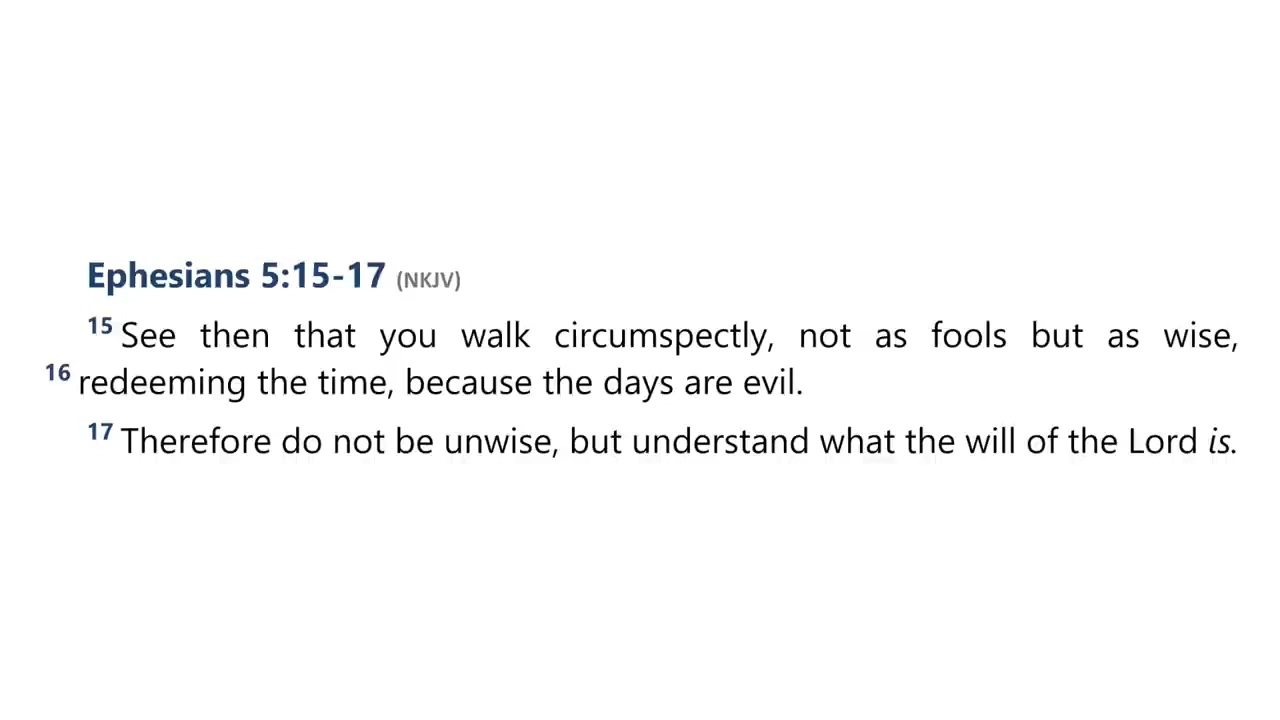 Ephesians 5:15-17 (NKJV)
15 See then that you walk circumspectly, not as fools but as wise,
16 redeeming the time, because the days are evil.
17 Therefore do not be unwise, but understand what the will of the Lord is.